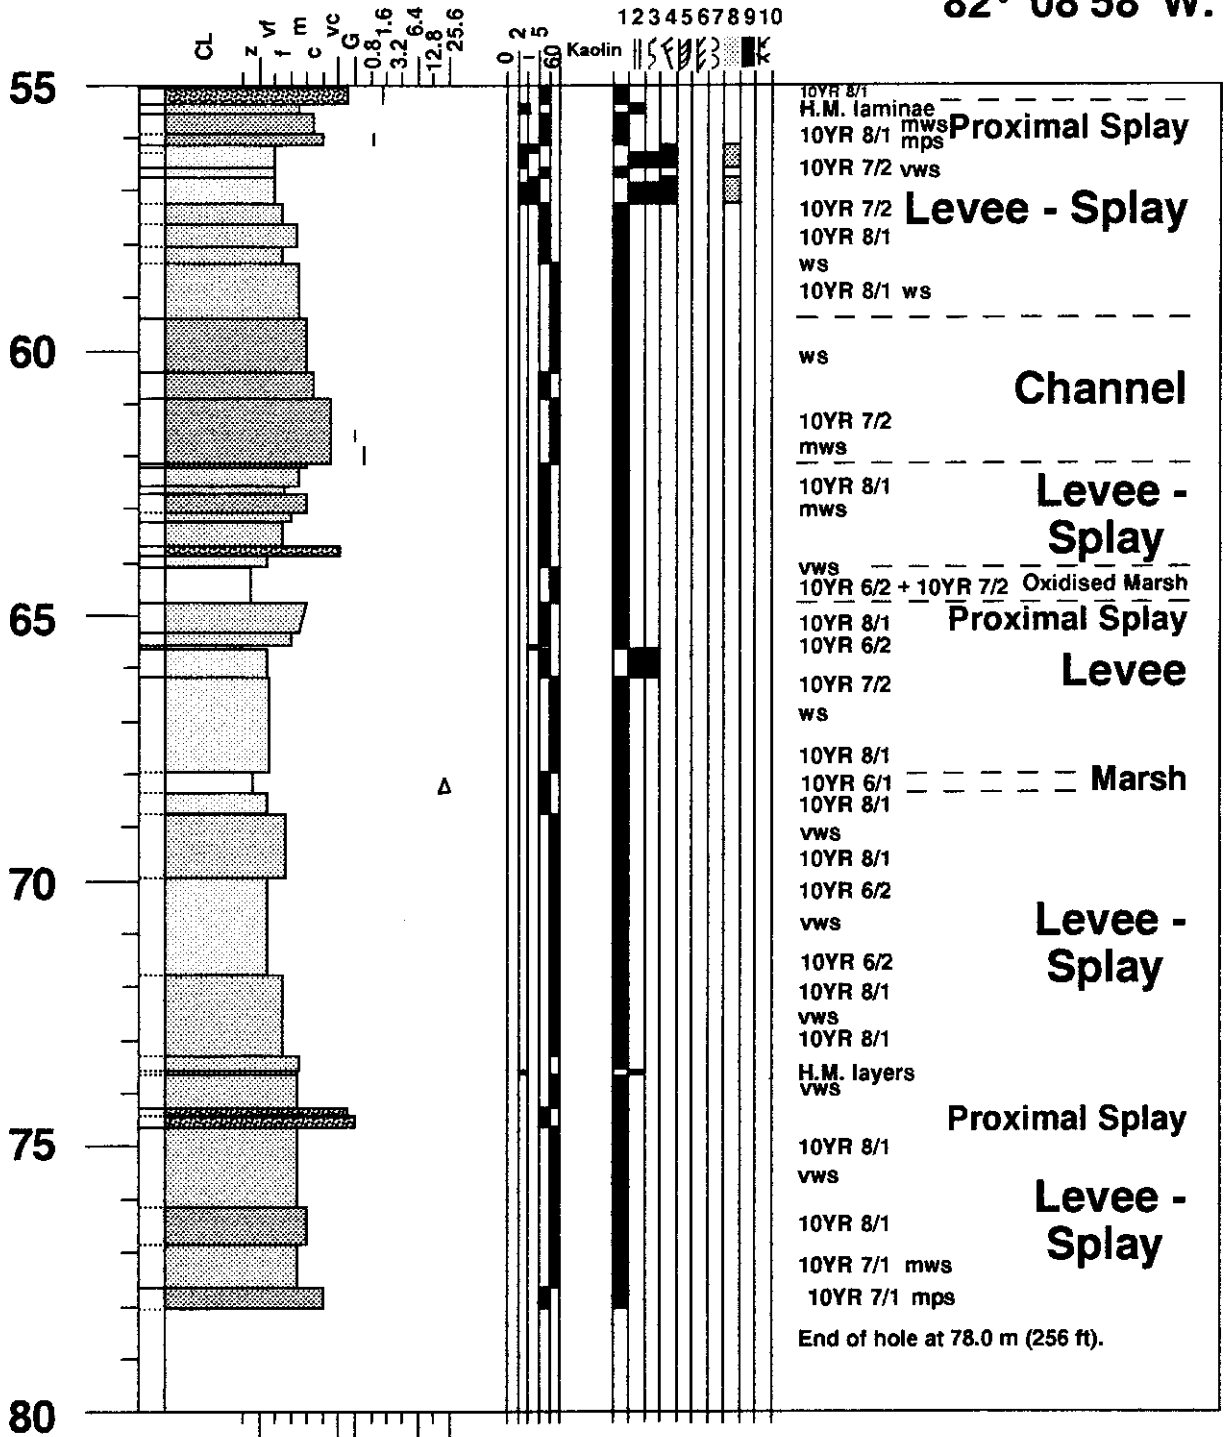 82° 08'58" W.
CL z vf f m c vc G 0.8 1.6 3.2 6.4 12.8 25.6
0 2 5 60 Kaolin 1 2 3 4 5 6 7 8 9 10
55
10YR 8/1
H.M. laminae
10YR 8/1 mws
mps
Proximal Splay
10YR 7/2 vws
10YR 7/2
Levee - Splay
10YR 8/1
ws
10YR 8/1 ws
60
ws
Channel
10YR 7/2
mws
10YR 8/1
mws
Levee -
Splay
vws
10YR 6/2 + 10YR 7/2 Oxidised Marsh
65
10YR 8/1
Proximal Splay
10YR 6/2
Levee
10YR 7/2
ws
10YR 8/1
10YR 6/1
Marsh
10YR 8/1
vws
10YR 8/1
70
10YR 6/2
vws
Levee -
Splay
10YR 6/2
10YR 8/1
vws
10YR 8/1
H.M. layers
vws
Proximal Splay
75
10YR 8/1
vws
Levee -
Splay
10YR 8/1
10YR 7/1 mws
10YR 7/1 mps
End of hole at 78.0 m (256 ft).
80